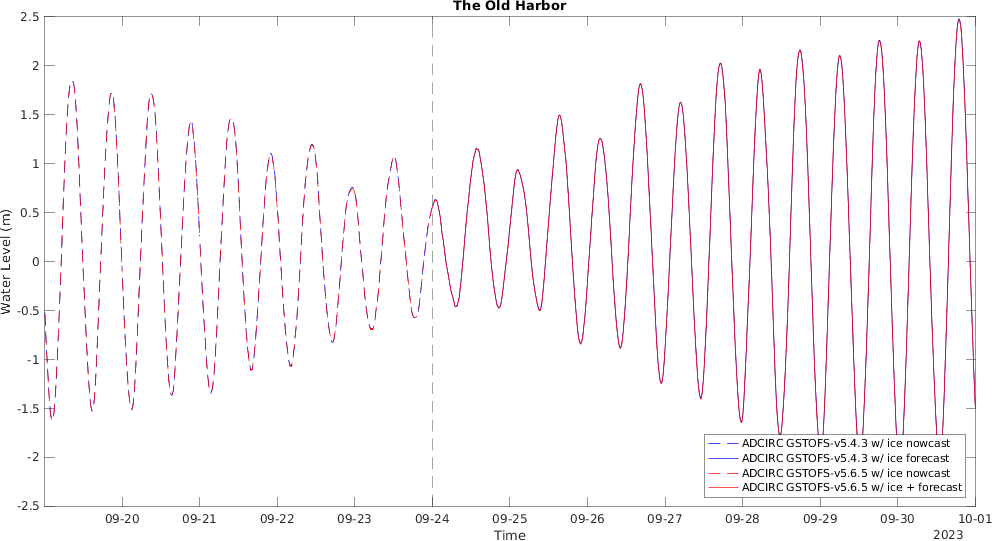 The Old Harbor
2.5
2
1.5
1
0.5
0
-0.5
-1
-1.5
-2
-2.5
Water Level (m)
ADCIRC GSTOFS-v5.4.3 w/ ice nowcast
ADCIRC GSTOFS-v5.4.3 w/ ice forecast
ADCIRC GSTOFS-v5.6.5 w/ ice nowcast
ADCIRC GSTOFS-v5.6.5 w/ ice + forecast
09-20 09-21 09-22 09-23 09-24 09-25 09-26 09-27 09-28 09-29 09-30 10-01
Time
2023